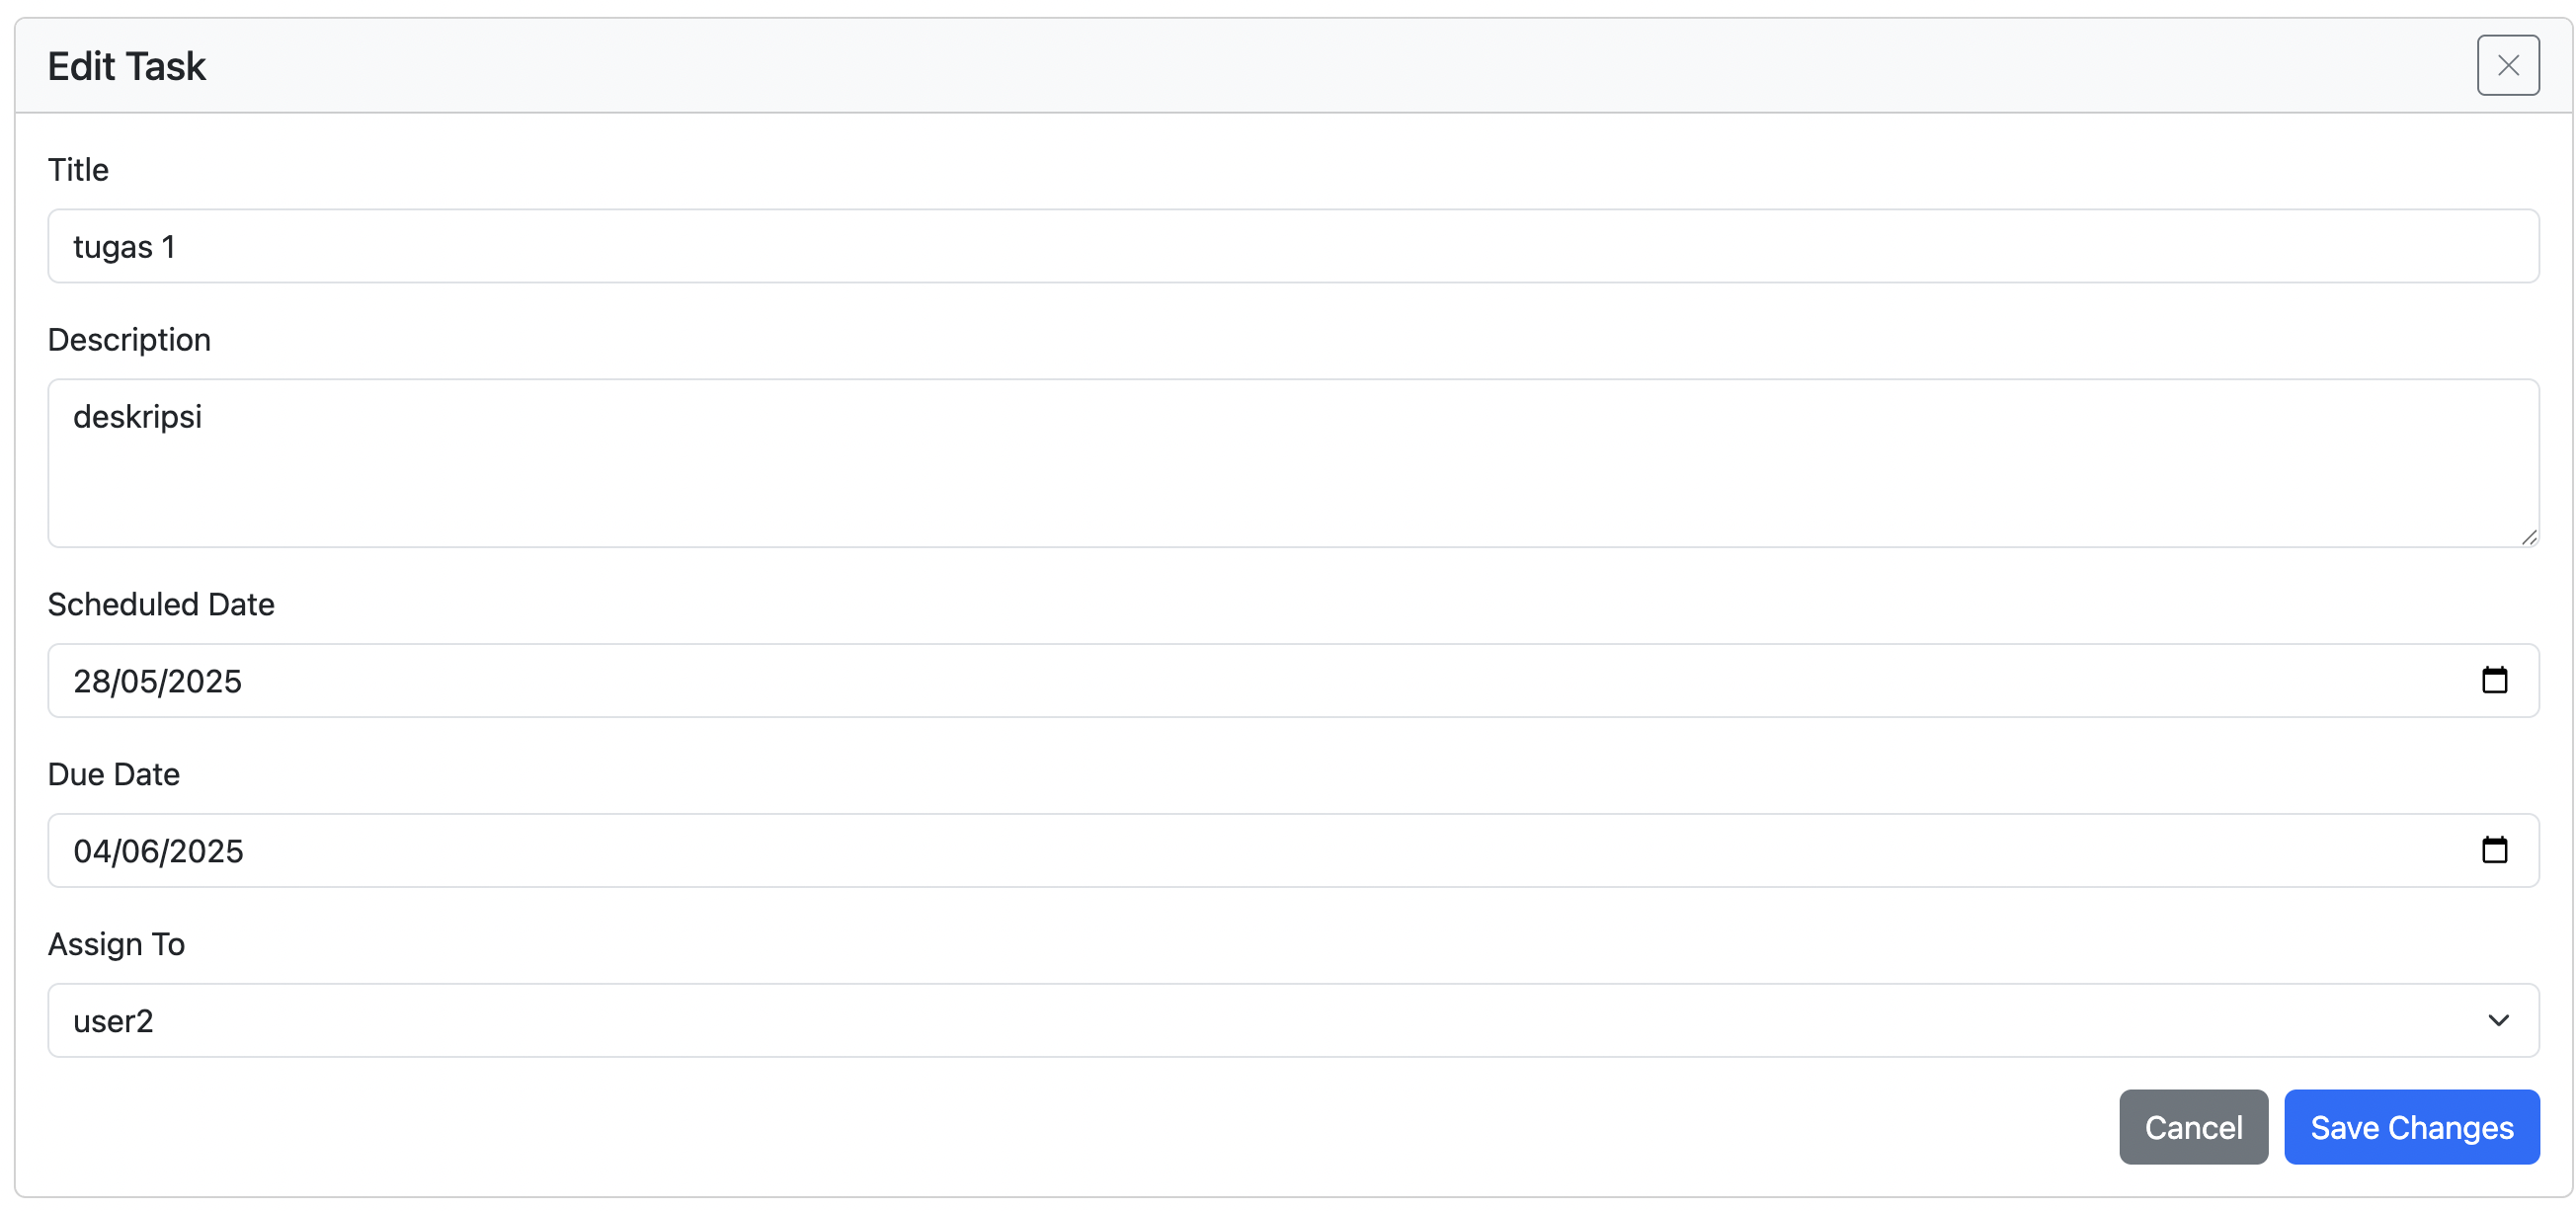 Edit Task
Title
tugas 1
Description
deskripsi
Scheduled Date
28/05/2025
Due Date
04/06/2025
Assign To
user2
Cancel Save Changes